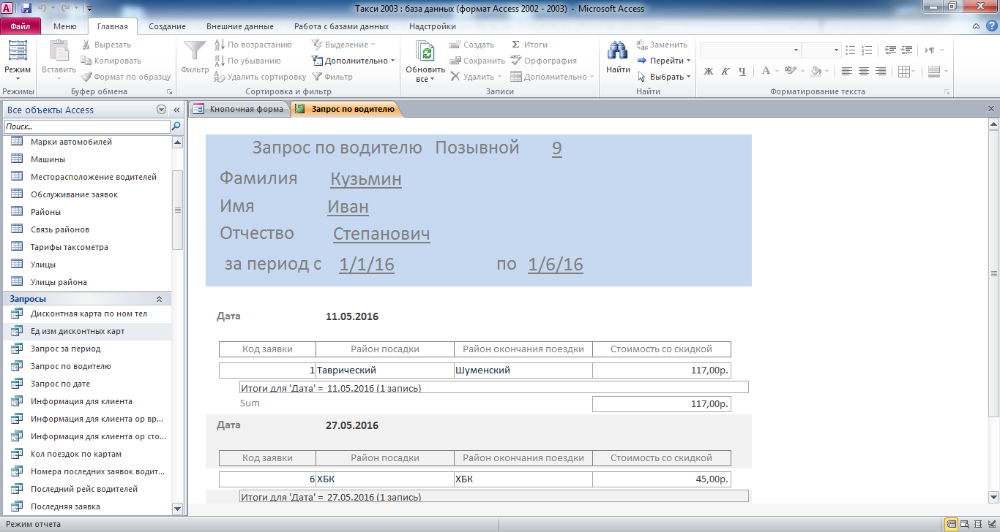 Такси 2003 : база данных (формат Access 2002 - 2003) - Microsoft Access
Файл Меню Главная Создание Внешние данные Работа с базами данных Надстройки
Режим
Режимы
Вставить
Вырезать
Копировать
Формат по образцу
Буфер обмена
Фильтр
По возрастанию
По убыванию
Удалить сортировку
Выделение
Дополнительно
Фильтр
Сортировка и фильтр
Обновить
все
Создать
Сохранить
Удалить
Итоги
Орфография
Дополнительно
Записи
Найти
Заменить
Перейти
Выбрать
Найти
Ж К Ч
А
Форматирование текста
Все объекты Access
Поиск...
Марки автомобилей
Машины
Месторасположение водителей
Обслуживание заявок
Районы
Связь районов
Тарифы таксометра
Улицы
Улицы района
Запросы
Дисконтная карта по ном тел
Ед изм дисконтных карт
Запрос за период
Запрос по водителю
Запрос по дате
Информация для клиента
Информация для клиента ор вр...
Информация для клиента ор сто...
Кол поездок по картам
Номера последних заявок водит...
Последний рейс водителей
Последняя заявка
Кнопочная форма Запрос по водителю
Запрос по водителю Позывной 9
Фамилия Кузьмин
Имя Иван
Отчество Степанович
за период с 1/1/16 по 1/6/16
Дата 11.05.2016
Код заявки Район посадки Район окончания поездки Стоимость со скидкой
1 Таврический Шуменский 117,00р.
Итоги для 'Дата' = 11.05.2016 (1 запись)
Sum 117,00р.
Дата 27.05.2016
Код заявки Район посадки Район окончания поездки Стоимость со скидкой
6 ХБК ХБК 45,00р.
Итоги для 'Дата' = 27.05.2016 (1 запись)
Режим отчета